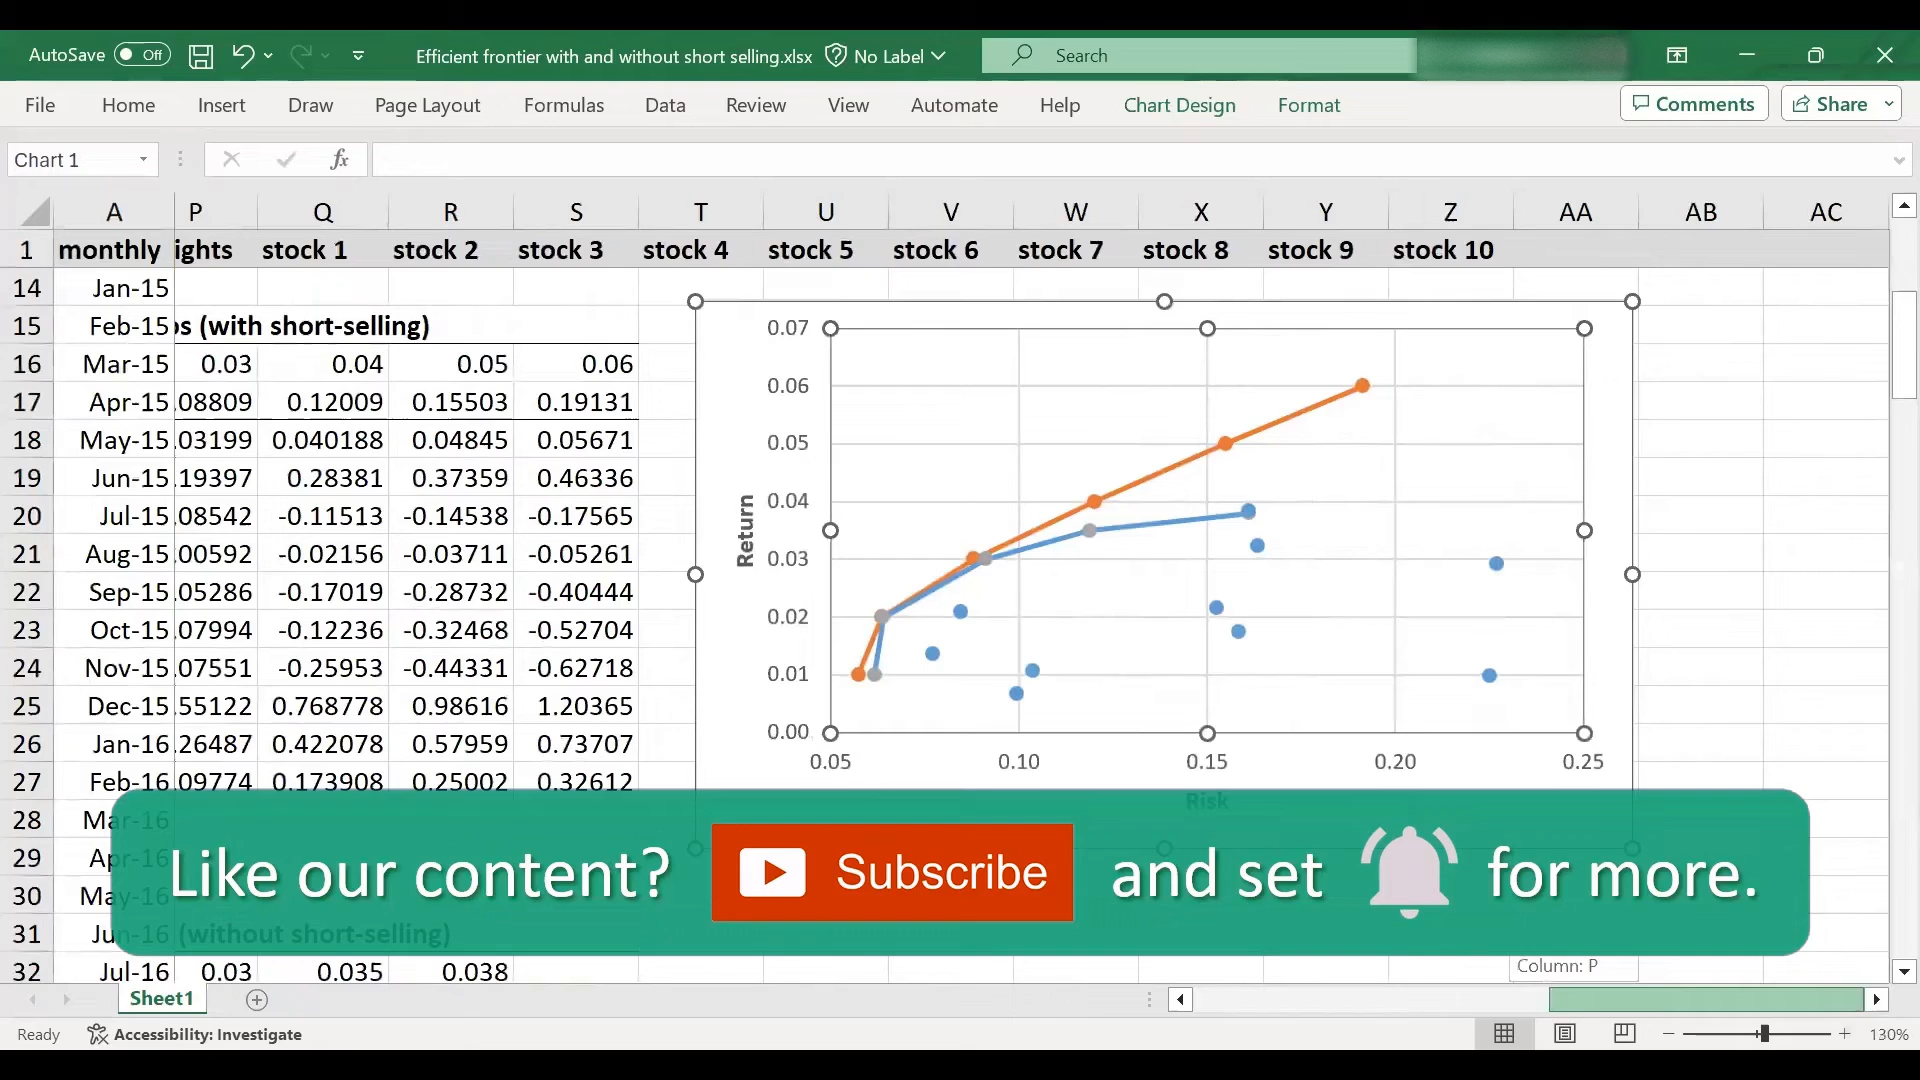 AutoSave Off Efficient frontier with and without short selling.xlsx No Label Search
File Home Insert Draw Page Layout Formulas Data Review View Automate Help Chart Design Format Comments Share
Chart 1 fx
A P Q R S T U V W X Y Z AA AB AC
1 monthly ights stock 1 stock 2 stock 3 stock 4 stock 5 stock 6 stock 7 stock 8 stock 9 stock 10
14 Jan-15
15 Feb-15 os (with short-selling)
16 Mar-15 0.03 0.04 0.05 0.06
17 Apr-15 .08809 0.12009 0.15503 0.19131
18 May-15 .03199 0.040188 0.04845 0.05671
19 Jun-15 .19397 0.28381 0.37359 0.46336
20 Jul-15 .08542 -0.11513 -0.14538 -0.17565
21 Aug-15 .00592 -0.02156 -0.03711 -0.05261
22 Sep-15 .05286 -0.17019 -0.28732 -0.40444
23 Oct-15 .07994 -0.12236 -0.32468 -0.52704
24 Nov-15 .07551 -0.25953 -0.44331 -0.62718
25 Dec-15 .55122 0.768778 0.98616 1.20365
26 Jan-16 .26487 0.422078 0.57959 0.73707
27 Feb-16 .09774 0.173908 0.25002 0.32612
28 Mar-16
29 Apr-16
30 May-16
31 Jun-16 (without short-selling)
32 Jul-16 0.03 0.035 0.038
0.07
0.06
0.05
0.04
0.03
0.02
0.01
0.00
Return
0.05 0.10 0.15 0.20 0.25
Risk
Like our content? Subscribe and set for more.
Column: P
Sheet1
Ready Accessibility: Investigate 130%